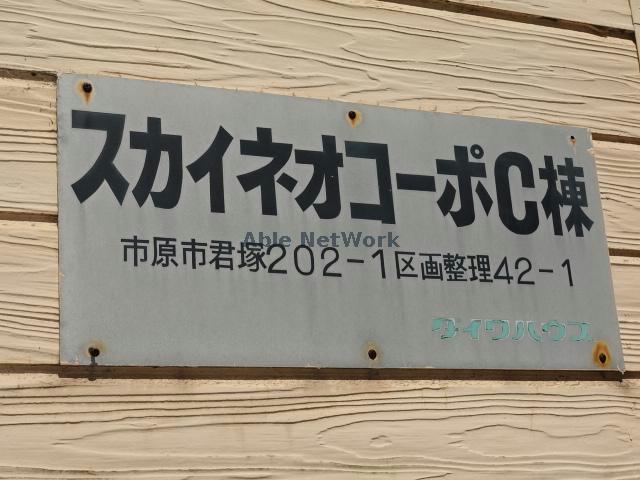 スカイネオコーポC棟
市原市君塚202-1区画整理42-1
Able NetWork
ダイワハウス